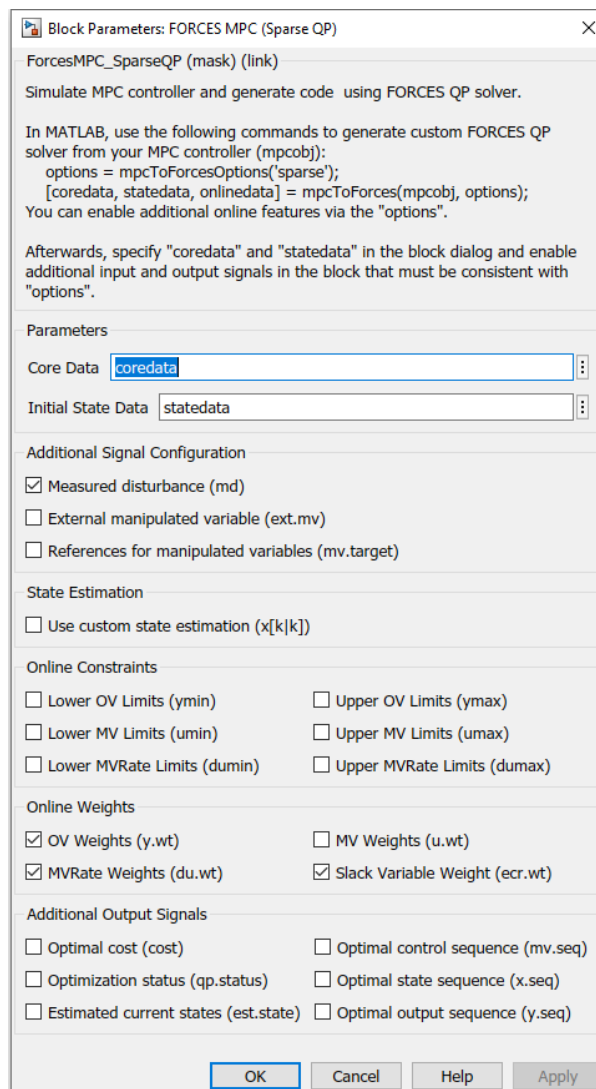 Block Parameters: FORCES MPC (Sparse QP)
ForcesMPC_SparseQP (mask) (link)
Simulate MPC controller and generate code  using FORCES QP solver.
In MATLAB, use the following commands to generate custom FORCES QP
solver from your MPC controller (mpcobj):
options = mpcToForcesOptions('sparse');
[coredata, statedata, onlinedata] = mpcToForces(mpcobj, options);
You can enable additional online features via the "options".
Afterwards, specify "coredata" and "statedata" in the block dialog and enable
additional input and output signals in the block that must be consistent with
"options".
Parameters
Core Data coredata
Initial State Data statedata
Additional Signal Configuration
Measured disturbance (md)
External manipulated variable (ext.mv)
References for manipulated variables (mv.target)
State Estimation
Use custom state estimation (x[k|k])
Online Constraints
Lower OV Limits (ymin) Upper OV Limits (ymax)
Lower MV Limits (umin) Upper MV Limits (umax)
Lower MVRate Limits (dumin) Upper MVRate Limits (dumax)
Online Weights
OV Weights (y.wt) MV Weights (u.wt)
MVRate Weights (du.wt) Slack Variable Weight (ecr.wt)
Additional Output Signals
Optimal cost (cost) Optimal control sequence (mv.seq)
Optimization status (qp.status) Optimal state sequence (x.seq)
Estimated current states (est.state) Optimal output sequence (y.seq)
OK Cancel Help Apply